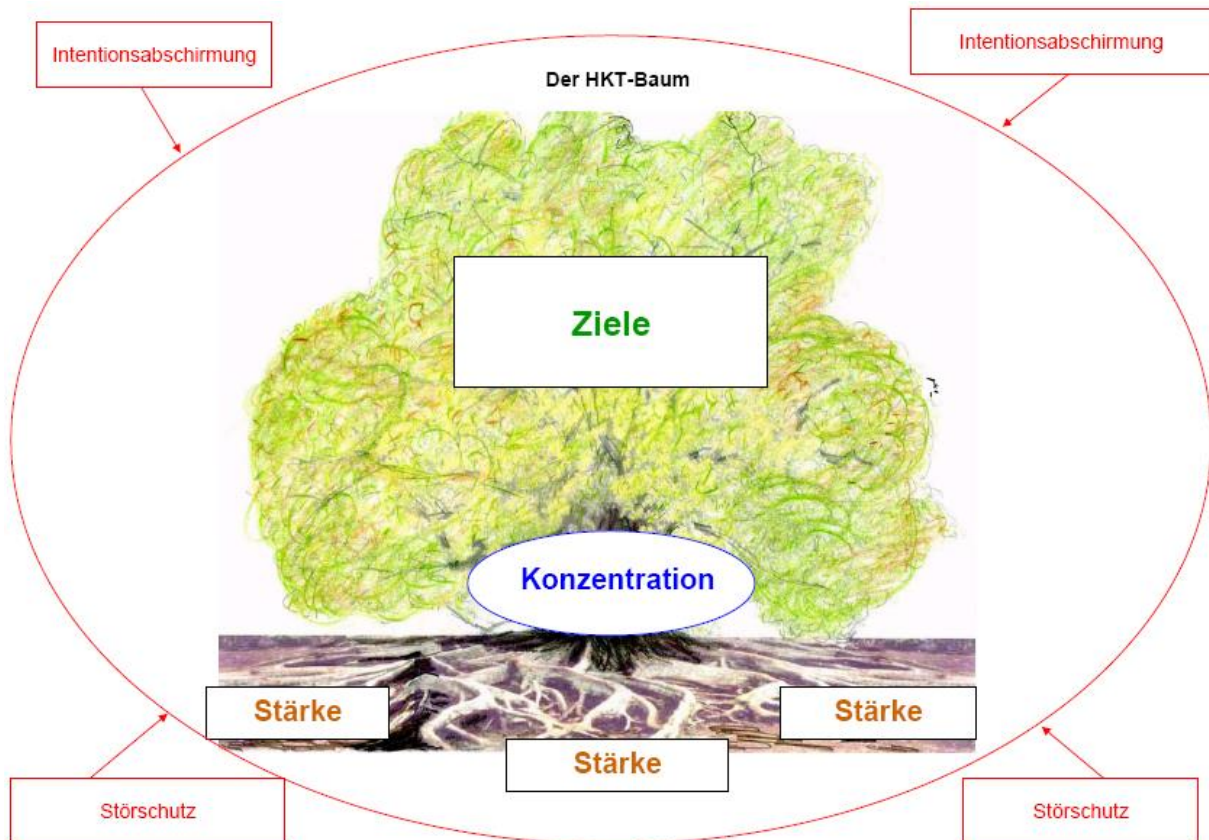 Intentionsabschirmung
Intentionsabschirmung
Der HKT-Baum
Ziele
Konzentration
Stärke
Stärke
Stärke
Störschutz
Störschutz